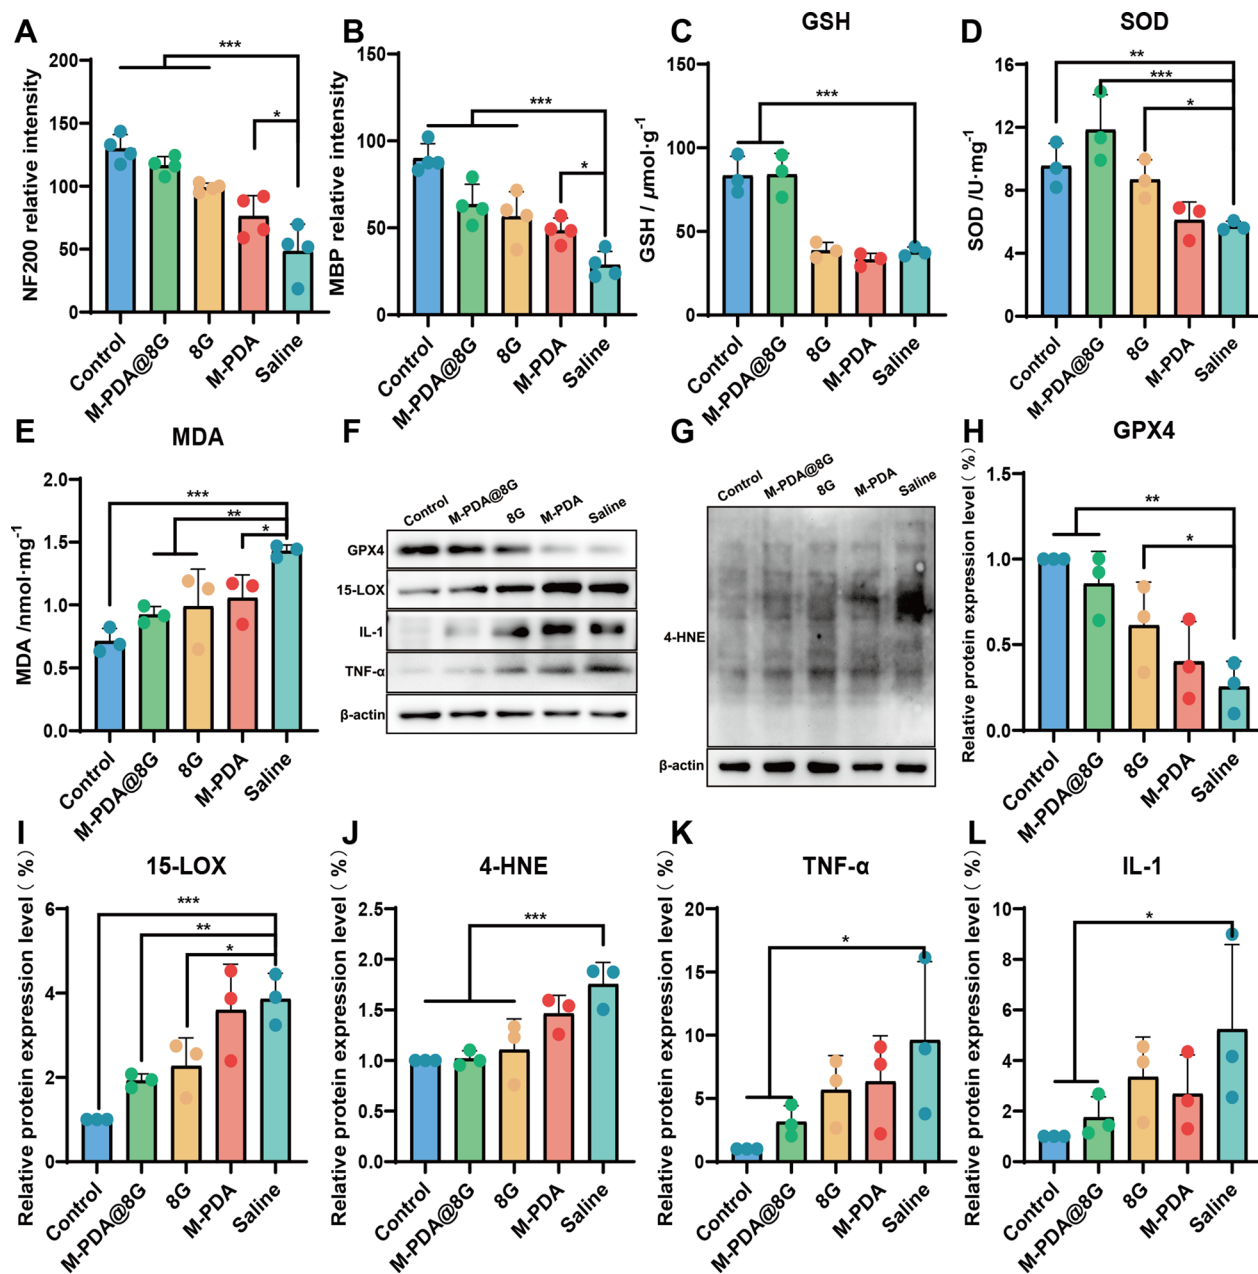 A
NF200 relative intensity
200
150
100
50
0
***
*
Control
M-PDA@8G
8G
M-PDA
Saline
B
MBP relative intensity
150
100
50
0
***
*
Control
M-PDA@8G
8G
M-PDA
Saline
C
GSH
GSH / μmol·g-1
150
100
50
0
***
Control
M-PDA@8G
8G
M-PDA
Saline
D
SOD
SOD /U·mg-1
16
12
8
4
0
**
***
*
Control
M-PDA@8G
8G
M-PDA
Saline
E
MDA
MDA /nmol·mg-1
2.0
1.5
1.0
0.5
0.0
***
**
*
Control
M-PDA@8G
8G
M-PDA
Saline
F
Control
M-PDA@8G
8G
M-PDA
Saline
GPX4
15-LOX
IL-1
TNF-α
β-actin
G
Control
M-PDA@8G
8G
M-PDA
Saline
4-HNE
β-actin
H
GPX4
Relative protein expression level（%）
1.5
1.0
0.5
0.0
**
*
Control
M-PDA@8G
8G
M-PDA
Saline
I
15-LOX
Relative protein expression level（%）
6
4
2
0
***
**
*
Control
M-PDA@8G
8G
M-PDA
Saline
J
4-HNE
Relative protein expression level（%）
2.5
2.0
1.5
1.0
0.5
0.0
***
Control
M-PDA@8G
8G
M-PDA
Saline
K
TNF-α
Relative protein expression level（%）
20
15
10
5
0
*
Control
M-PDA@8G
8G
M-PDA
Saline
L
IL-1
Relative protein expression level（%）
10
8
6
4
2
0
*
Control
M-PDA@8G
8G
M-PDA
Saline